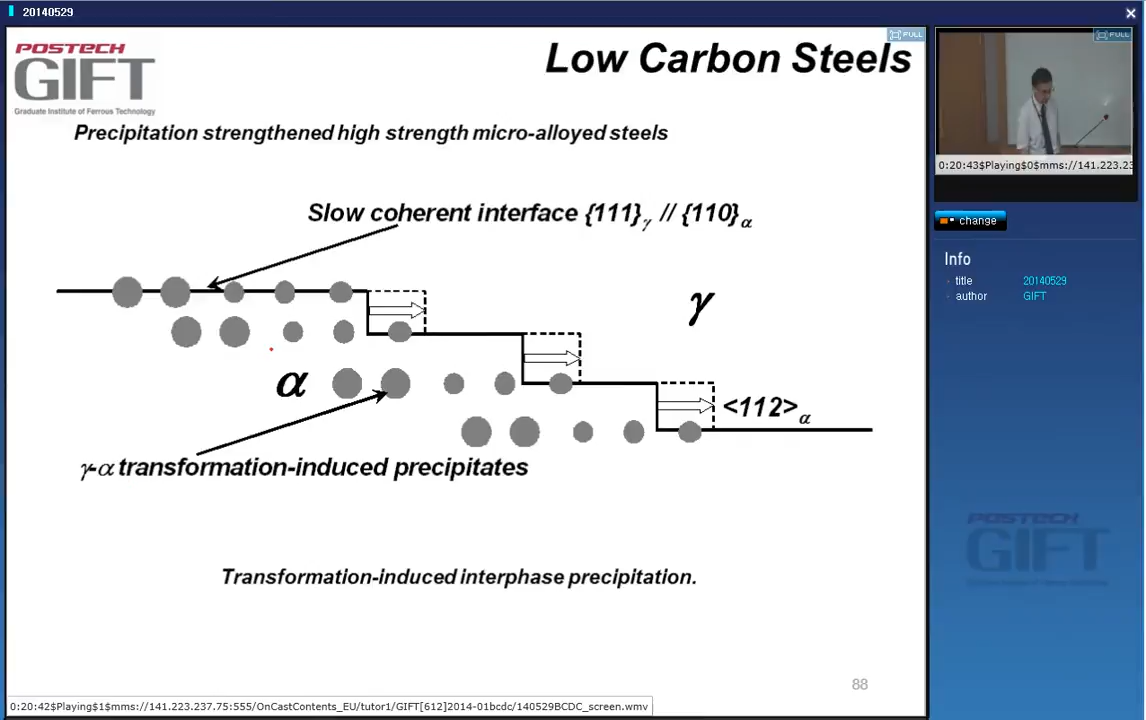 20140529
FULL
POSTECH
GIFT
Graduate Institute of Ferrous Technology
Low Carbon Steels
Precipitation strengthened high strength micro-alloyed steels
Slow coherent interface {111}γ // {110}α
γ
α
<112>α
γ-α transformation-induced precipitates
Transformation-induced interphase precipitation.
88
0:20:42$Playing$1$mms://141.223.237.75:555/OnCastContents_EU/tutor1/GIFT[612]2014-01bcdc/140529BCDC_screen.wmv
FULL
0:20:43$Playing$0$mms://141.223.23
change
Info
title 20140529
author GIFT
POSTECH
GIFT